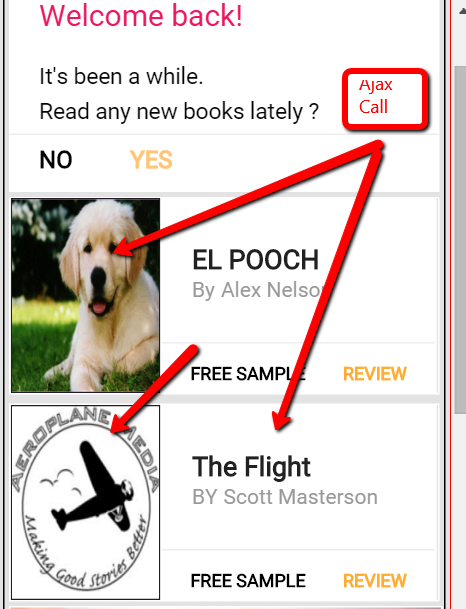 Welcome back!
It's been a while.
Read any new books lately ?
Ajax
Call
NO YES
EL POOCH
By Alex Nelson
FREE SAMPLE REVIEW
AEROPLANE MEDIA
Making Good Stories Better
The Flight
BY Scott Masterson
FREE SAMPLE REVIEW